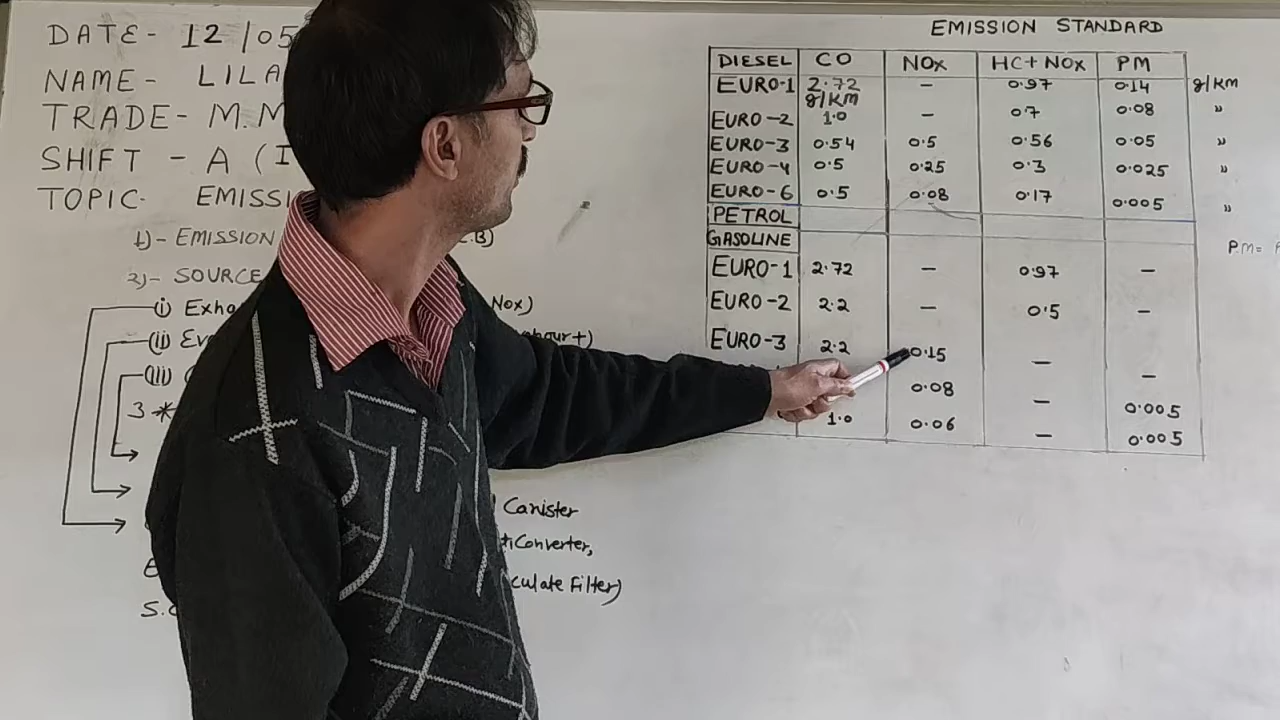 DATE- 12/05
NAME- LILA
TRADE- M.M
SHIFT - A (I
TOPIC- EMISSI
1)- EMISSION .B)
2)- SOURCE
(i) Exha Nox)
(ii) Ev
(iii)
3 *
Canister
Converter,
culate Filter)
S.
EMISSION STANDARD
DIESEL CO NOx HC+NOx PM
EURO-1 2.72 g/KM - 0.97 0.14 g/KM
EURO-2 1.0 - 0.7 0.08 "
EURO-3 0.54 0.5 0.56 0.05 "
EURO-4 0.5 0.25 0.3 0.025 "
EURO-6 0.5 0.08 0.17 0.005 "
PETROL
GASOLINE
EURO-1 2.72 - 0.97 -
EURO-2 2.2 - 0.5 -
EURO-3 2.2 0.15 - -
0.08 - 0.005
1.0 0.06 - 0.005
P.M=